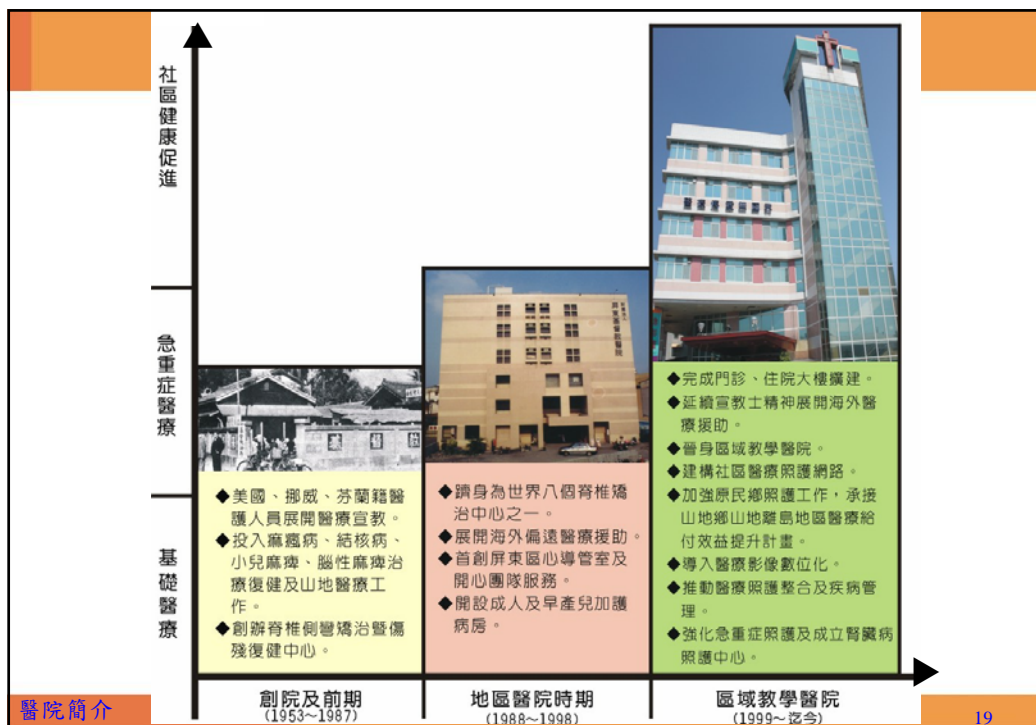 社區健康促進
急重症醫療
基礎醫療
基督教
◆美國、挪威、芬蘭籍醫
護人員展開醫療宣教。
◆投入痲瘋病、結核病、
小兒麻痺、腦性麻痺治
療復健及山地醫療工
作。
◆創辦脊椎側彎矯治暨傷
殘復健中心。
創院及前期
(1953～1987)
屏東基督教醫院
◆躋身為世界八個脊椎矯
治中心之一。
◆展開海外偏遠醫療援助。
◆首創屏東區心導管室及
開心團隊服務。
◆開設成人及早產兒加護
病房。
地區醫院時期
(1988～1998)
◆完成門診、住院大樓擴建。
◆延續宣教士精神展開海外醫
療援助。
◆晉身區域教學醫院。
◆建構社區醫療照護網路。
◆加強原民鄉照護工作，承接
山地鄉山地離島地區醫療給
付效益提升計畫。
◆導入醫療影像數位化。
◆推動醫療照護整合及疾病管
理。
◆強化急重症照護及成立腎臟病
照護中心。
區域教學醫院
(1999～迄今)
醫院簡介
19